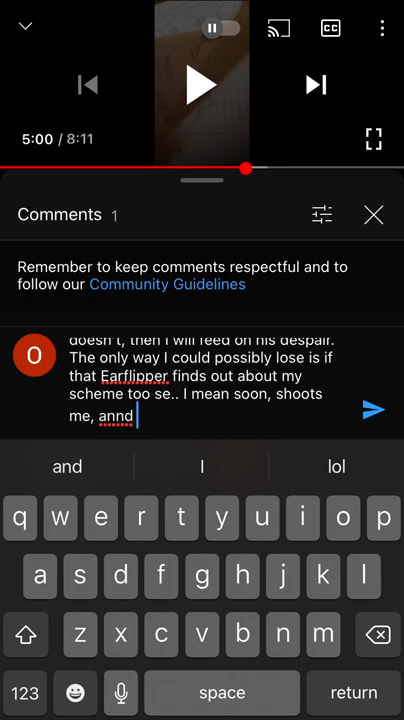 CC
5:00 / 8:11
Comments 1
Remember to keep comments respectful and to
follow our Community Guidelines
O
doesn't, then I will feed on his despair.
The only way I could possibly lose is if
that Earflipper finds out about my
scheme too se.. I mean soon, shoots
me, annd
and I lol
q w e r t y u i o p
a s d f g h j k l
z x c v b n m
123 space return